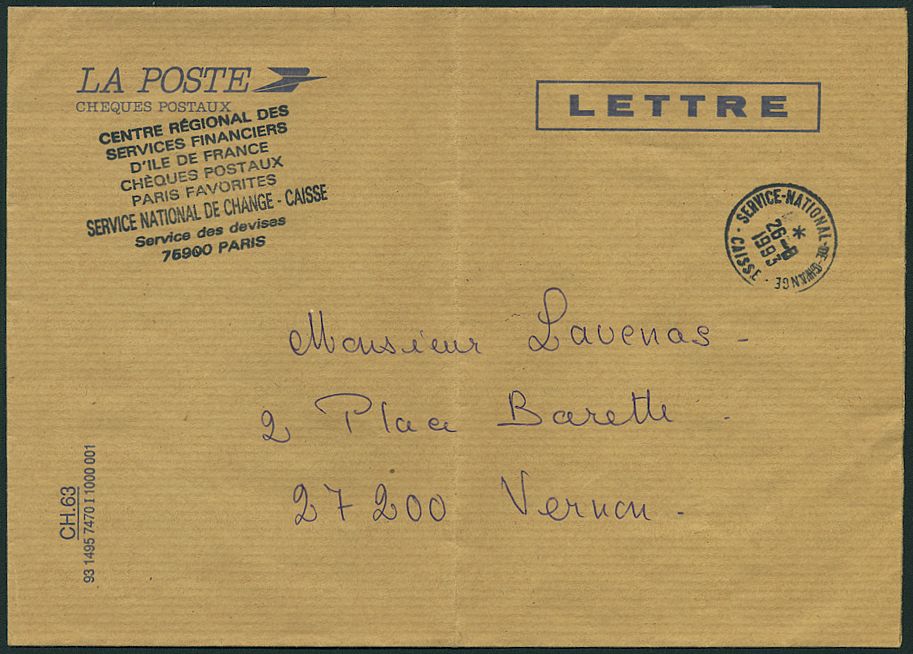 LA POSTE
CHEQUES POSTAUX
CENTRE RÉGIONAL DES
SERVICES FINANCIERS
D'ILE DE FRANCE
CHÈQUES POSTAUX
PARIS FAVORITES
SERVICE NATIONAL DE CHANGE - CAISSE
Service des devises
75900 PARIS
LETTRE
SERVICE-NATIONAL-DE-CHANGE - CAISSE -
*
26-8
1993
Monsieur Lavenas -
2 Place Barette -
27200 Vernon -
CH.63
93 1495 7470 I 1000 001